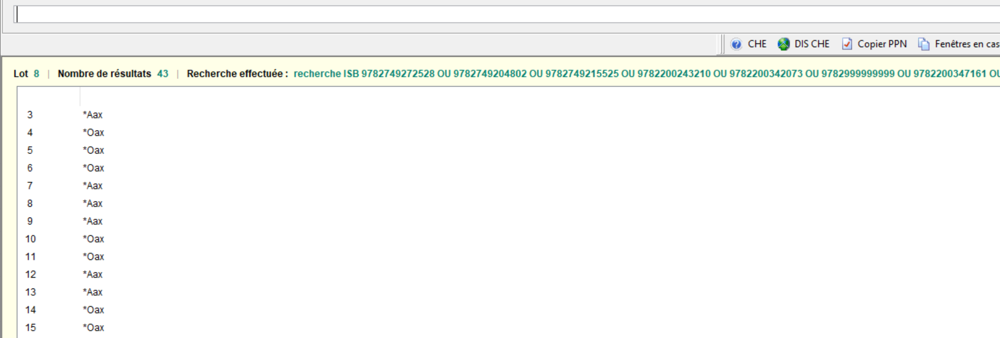 CHE DIS CHE Copier PPN Fenêtres en cas
Lot 8 | Nombre de résultats 43 | Recherche effectuée : recherche ISB 9782749272528 OU 9782749204802 OU 9782749215525 OU 9782200243210 OU 9782200342073 OU 9782999999999 OU 9782200347161 OU
3 *Aax
4 *Oax
5 *Oax
6 *Oax
7 *Aax
8 *Aax
9 *Aax
10 *Oax
11 *Oax
12 *Aax
13 *Aax
14 *Oax
15 *Oax